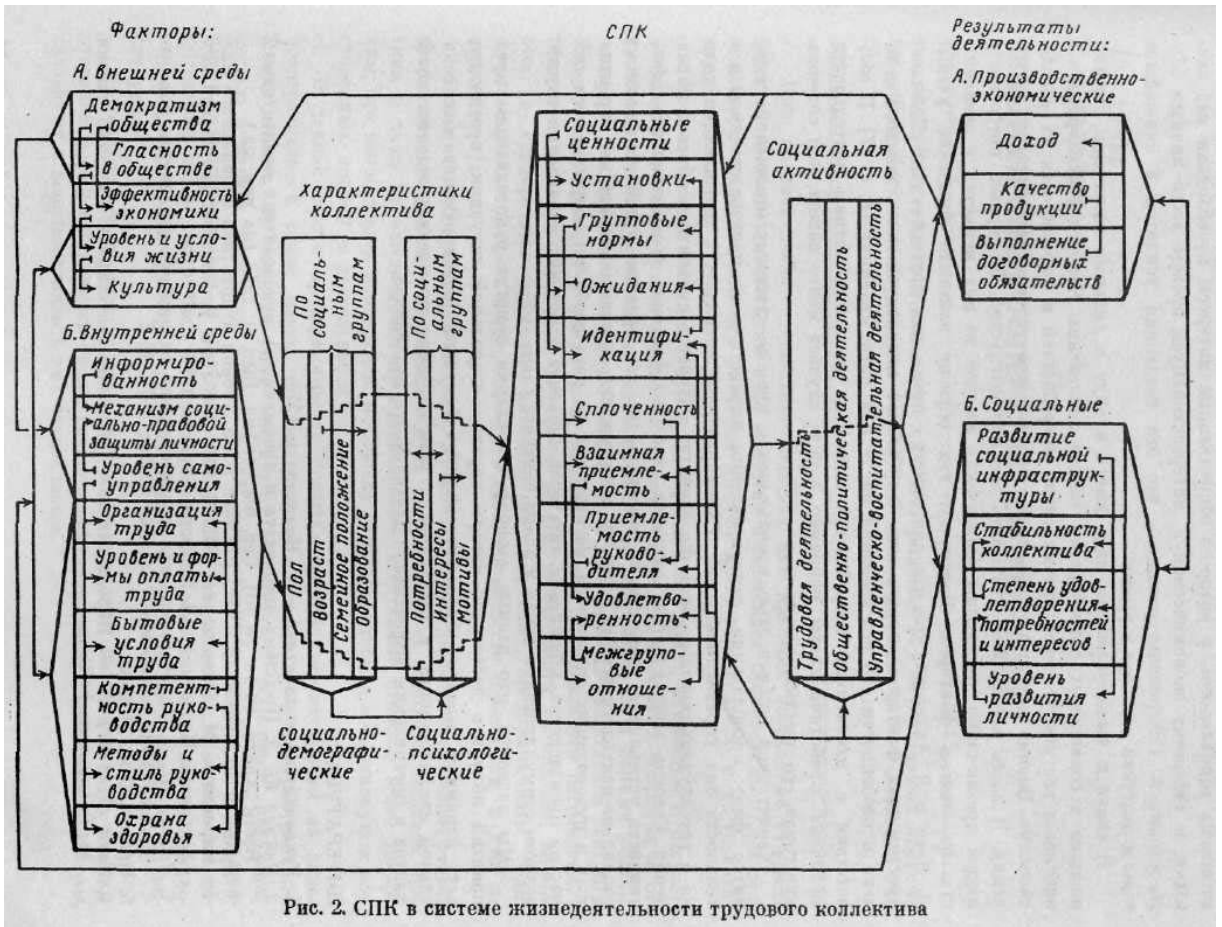 Факторы:
А. Внешней среды
Демократизм
общества
Гласность
в обществе
Эффективность
экономики
Уровень и усло-
вия жизни
Культура
Б. Внутренней среды
Информиро-
ванность
Механизм соци-
ально-правовой
защиты личности
Уровень само-
управления
Организация
труда
Уровень и фор-
мы оплаты
труда
Бытовые
условия
труда
Компетент-
ность руко-
водства
Методы и
стиль руко-
водства
Охрана
здоровья
Характеристики
коллектива
По
социаль-
ным
группам
Пол
Возраст
Семейное положение
Образование
Социально-
демографи-
ческие
По соци-
альным
группам
Потребности
Интересы
Мотивы
Социально-
психологи-
ческие
СПК
Социальные
ценности
Установки
Групповые
нормы
Ожидания
Идентифи-
кация
Сплоченность
Взаимная
приемле-
мость
Приемле-
мость
руково-
дителя
Удовлетво-
ренность
Межгруппо-
вые
отноше-
ния
Социальная
активность
Трудовая деятельность
Общественно-политическая деятельность
Управленческо-воспитательная деятельность
Результаты
деятельности:
А. Производственно-
экономические
Доход
Качество
продукции
Выполнение
договорных
обязательств
Б. Социальные
Развитие
социальной
инфраструк-
туры
Стабильность
коллектива
Степень удов-
летворения
потребностей
и интересов
Уровень
развития
личности
Рис. 2. СПК в системе жизнедеятельности трудового коллектива